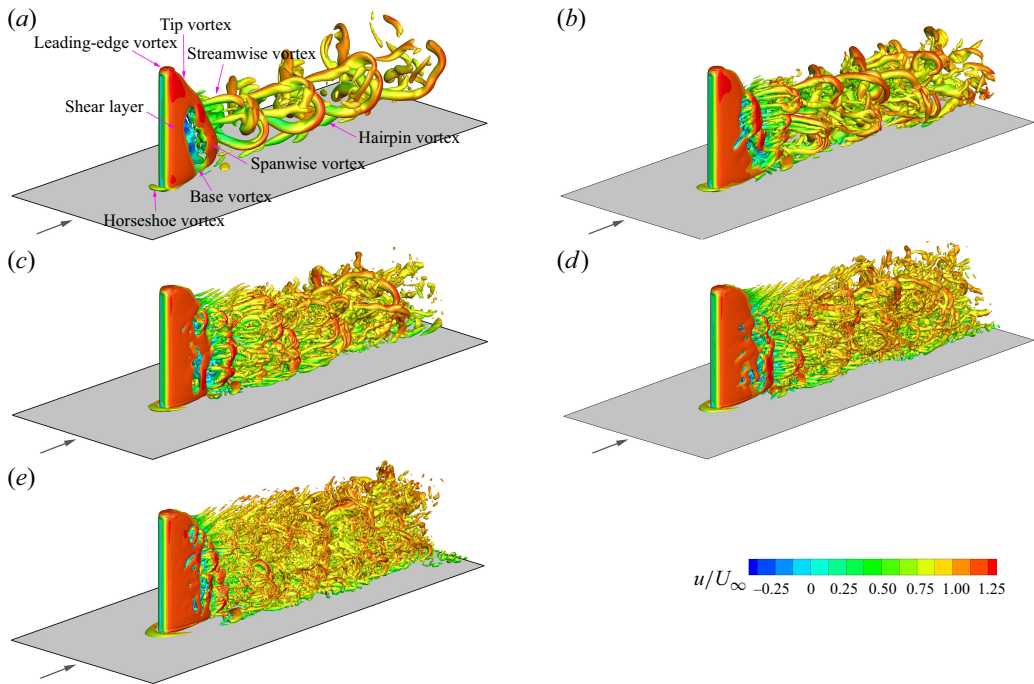 (a)
Tip vortex
Leading-edge vortex
Streamwise vortex
Shear layer
Hairpin vortex
Spanwise vortex
Base vortex
Horseshoe vortex
(b)
(c)
(d)
(e)
u/U∞
–0.25 0 0.25 0.50 0.75 1.00 1.25